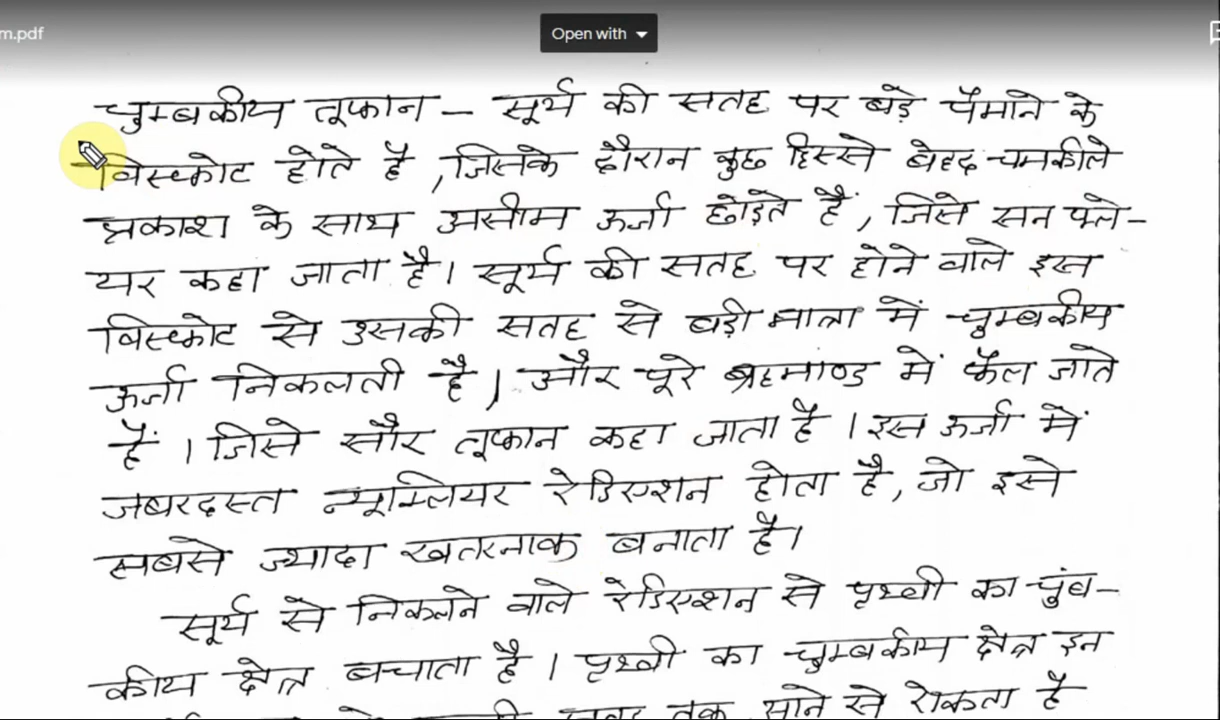 m.pdf
Open with
चुम्बकीय तूफान – सूर्य की सतह पर बड़े पैमाने के
विस्फोट होते है ,जिसके दौरान कुछ हिस्से बेहद चमकीले
प्रकाश के साथ असीम ऊर्जा छोड़ते हैं , जिसे सन फ्ले-
यर कहा जाता है। सूर्य की सतह पर होने वाले इस
विस्फोट से उसकी सतह से बड़ी मात्रा में चुम्बकीय
ऊर्जा निकलती है , और पूरे ब्रहमाण्ड में फैल जाते
हैं । जिसे सौर तूफान कहा जाता है । इस ऊर्जा में
जबरदस्त न्यूक्लियर रेडिएशन होता है, जो इसे
सबसे ज्यादा खतरनाक बनाता है।
सूर्य से निकलने वाले रेडिएशन से पृथ्वी का चुंब-
कीय क्षेत्र बचाता है । पृथ्वी का चुम्बकीय क्षेत्र इन
तक आने से रोकता है